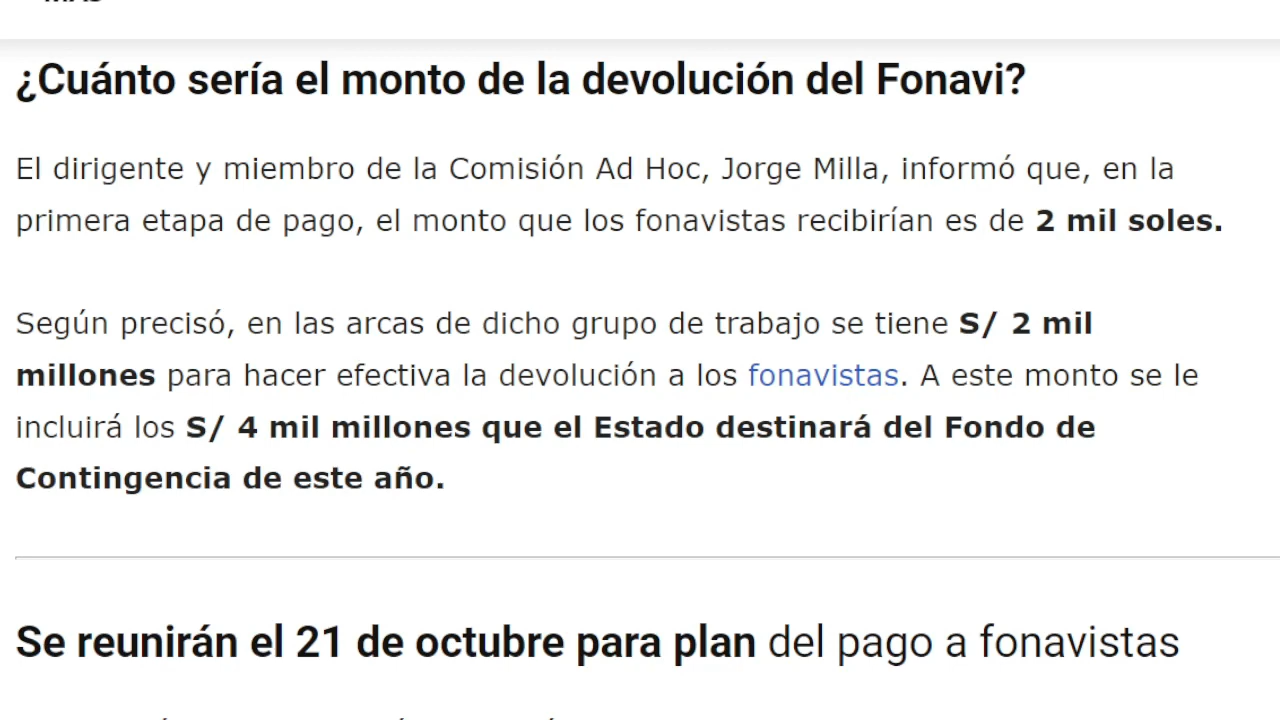 ¿Cuánto sería el monto de la devolución del Fonavi?
El dirigente y miembro de la Comisión Ad Hoc, Jorge Milla, informó que, en la
primera etapa de pago, el monto que los fonavistas recibirían es de 2 mil soles.
Según precisó, en las arcas de dicho grupo de trabajo se tiene S/ 2 mil
millones para hacer efectiva la devolución a los fonavistas. A este monto se le
incluirá los S/ 4 mil millones que el Estado destinará del Fondo de
Contingencia de este año.
Se reunirán el 21 de octubre para plan del pago a fonavistas